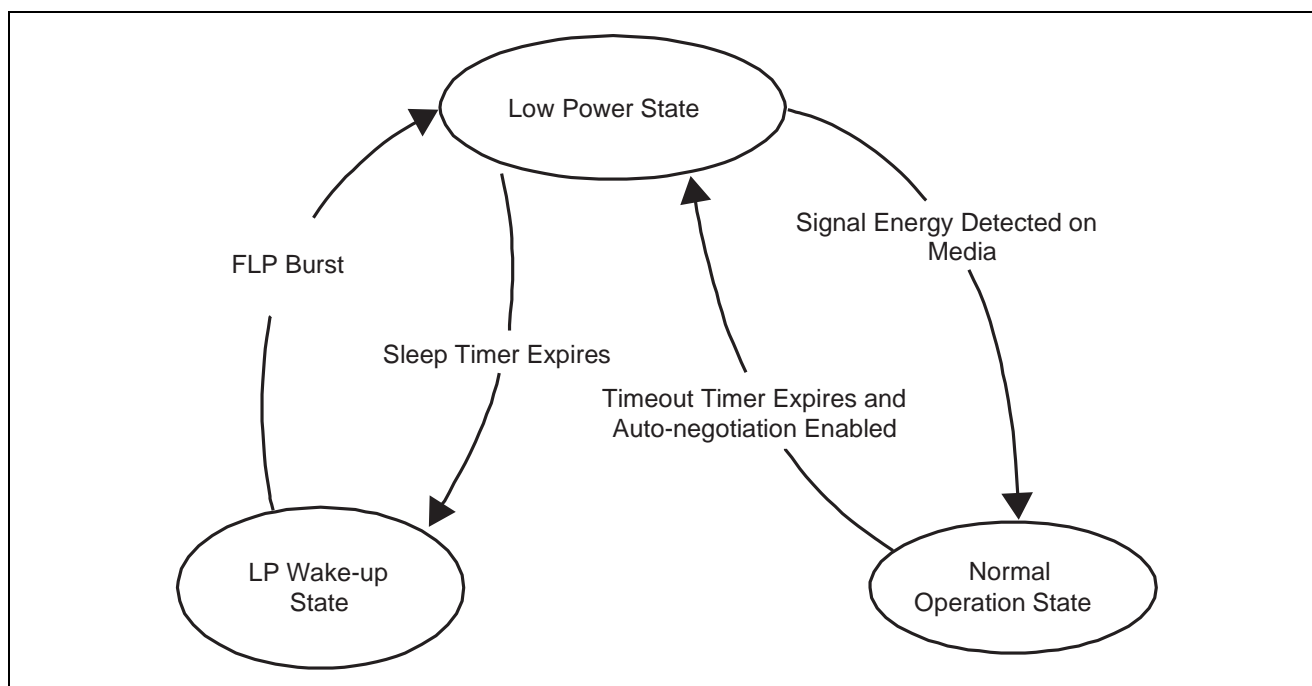 Low Power State
Signal Energy Detected on
Media
FLP Burst
Sleep Timer Expires
Timeout Timer Expires and
Auto-negotiation Enabled
LP Wake-up
State
Normal
Operation State